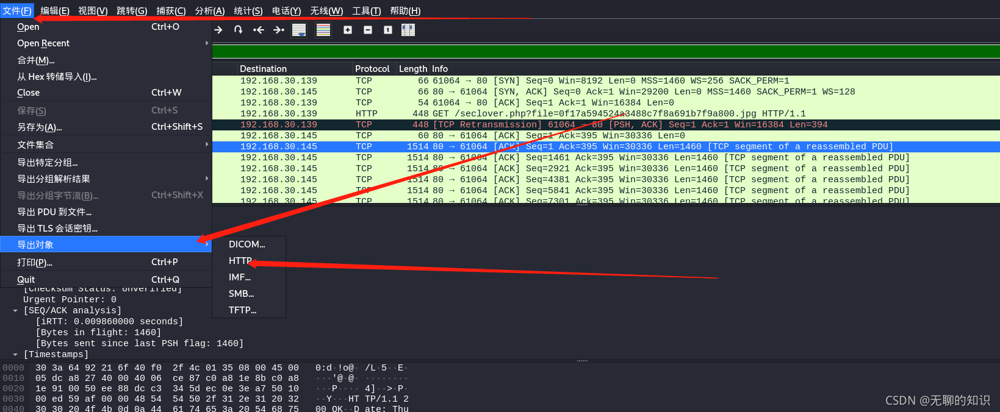 文件(F) 编辑(E) 视图(V) 跳转(G) 捕获(C) 分析(A) 统计(S) 电话(Y) 无线(W) 工具(T) 帮助(H)
Open Ctrl+O
Open Recent
合并(M)...
从 Hex 转储导入(I)...
Close Ctrl+W
保存(S) Ctrl+S
另存为(A)... Ctrl+Shift+S
文件集合
导出特定分组...
导出分组解析结果
导出分组字节流(B)... Ctrl+Shift+X
导出 PDU 到文件...
导出 TLS 会话密钥...
导出对象
打印(P)... Ctrl+P
Quit Ctrl+Q
DICOM...
HTTP
IMF...
SMB...
TFTP...
Destination Protocol Length Info
192.168.30.139 TCP 66 61064 → 80 [SYN] Seq=0 Win=8192 Len=0 MSS=1460 WS=256 SACK_PERM=1
192.168.30.145 TCP 66 80 → 61064 [SYN, ACK] Seq=0 Ack=1 Win=29200 Len=0 MSS=1460 SACK_PERM=1 WS=128
192.168.30.139 TCP 54 61064 → 80 [ACK] Seq=1 Ack=1 Win=16384 Len=0
192.168.30.139 HTTP 448 GET /seclover.php?file=0f17a594524a3488c7f8a691b7f9a800.jpg HTTP/1.1
192.168.30.139 TCP 448 [TCP Retransmission] 61064 → 80 [PSH, ACK] Seq=1 Ack=1 Win=16384 Len=394
192.168.30.145 TCP 60 80 → 61064 [ACK] Seq=1 Ack=395 Win=30336 Len=0
192.168.30.145 TCP 1514 80 → 61064 [ACK] Seq=1 Ack=395 Win=30336 Len=1460 [TCP segment of a reassembled PDU]
192.168.30.145 TCP 1514 80 → 61064 [ACK] Seq=1461 Ack=395 Win=30336 Len=1460 [TCP segment of a reassembled PDU]
192.168.30.145 TCP 1514 80 → 61064 [ACK] Seq=2921 Ack=395 Win=30336 Len=1460 [TCP segment of a reassembled PDU]
192.168.30.145 TCP 1514 80 → 61064 [ACK] Seq=4381 Ack=395 Win=30336 Len=1460 [TCP segment of a reassembled PDU]
192.168.30.145 TCP 1514 80 → 61064 [ACK] Seq=5841 Ack=395 Win=30336 Len=1460 [TCP segment of a reassembled PDU]
192.168.30.145 TCP 1514 80 → 61064 [ACK] Seq=7301 Ack=395 Win=30336 Len=1460 [TCP segment of a reassembled PDU]
[Checksum Status: Unverified]
Urgent Pointer: 0
[SEQ/ACK analysis]
[iRTT: 0.009860000 seconds]
[Bytes in flight: 1460]
[Bytes sent since last PSH flag: 1460]
[Timestamps]
0000 30 3a 64 92 21 6f 40 f0 2f 4c 01 35 08 00 45 00 0:d·!o@· /L·5··E·
0010 05 dc a8 27 40 00 40 06 ce 87 c0 a8 1e 8b c0 a8 ···'@·@· ········
0020 1e 91 00 50 ee 88 dc c3 34 5d ec 0e 3e a7 50 10 ···P···· 4]··>·P·
0030 00 ed 59 af 00 00 48 54 54 50 2f 31 2e 31 20 32 ··Y···HT TP/1.1 2
0040 30 30 20 4f 4b 0d 0a 44 61 74 65 3a 20 54 68 75 00 OK··D ate: Thu
CSDN @无聊的知识